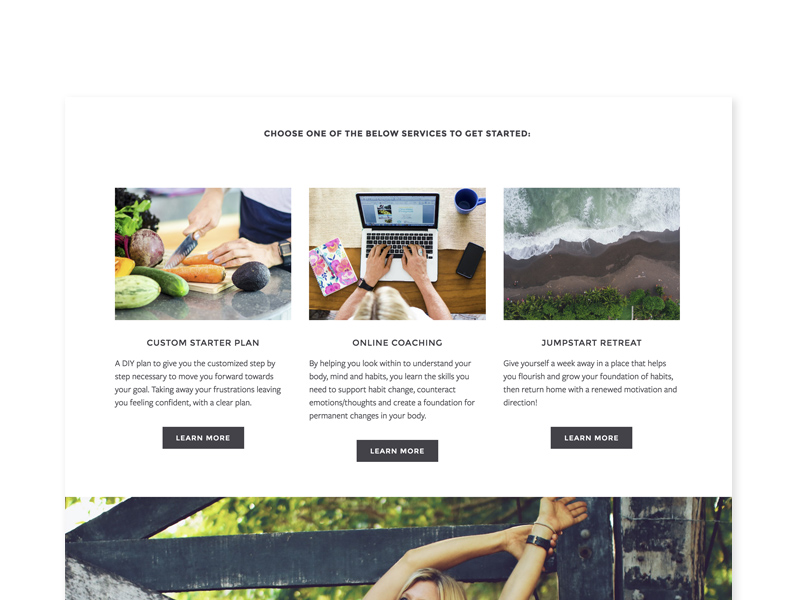 CHOOSE ONE OF THE BELOW SERVICES TO GET STARTED:
CUSTOM STARTER PLAN
A DIY plan to give you the customized step by
step necessary to move you forward towards
your goal. Taking away your frustrations leaving
you feeling confident, with a clear plan.
LEARN MORE
ONLINE COACHING
By helping you look within to understand your
body, mind and habits, you learn the skills you
need to support habit change, counteract
emotions/thoughts and create a foundation for
permanent changes in your body.
LEARN MORE
JUMPSTART RETREAT
Give yourself a week away in a place that helps
you flourish and grow your foundation of habits,
then return home with a renewed motivation and
direction!
LEARN MORE